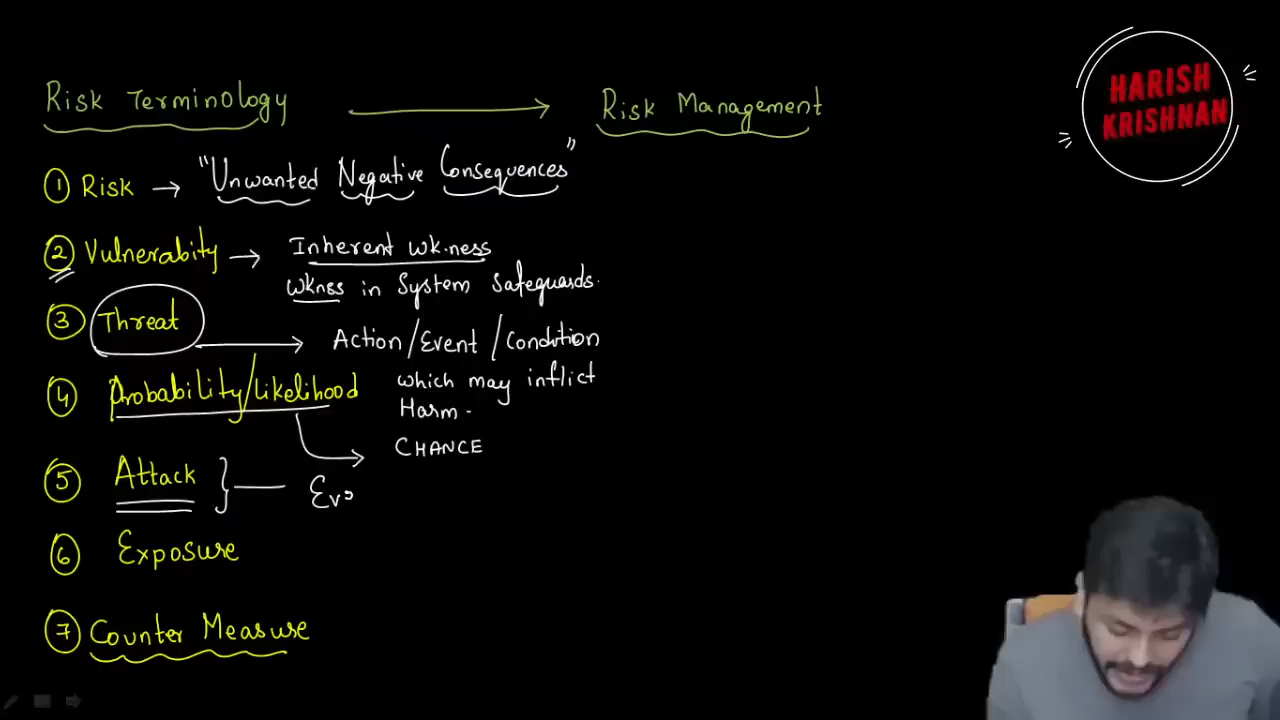 Risk Terminology → Risk Management
HARISH KRISHNAN
① Risk → "Unwanted Negative Consequences"
② Vulnerabity → Inherent wk.ness
wknss in System Safeguards.
③ Threat → Action/Event/Condition
which may inflict
Harm.
④ Probability/likelihood → CHANCE
⑤ Attack
⑥ Exposure
⑦ Counter Measure